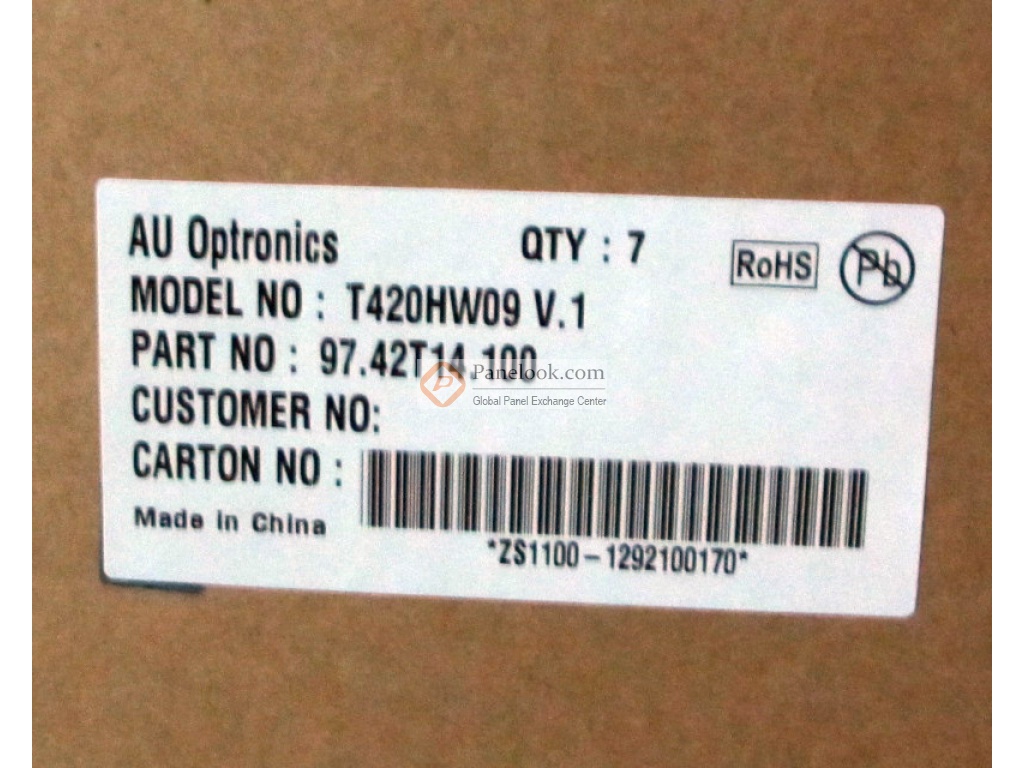 AU Optronics QTY : 7 RoHS Pb
MODEL NO : T420HW09 V.1
PART NO : 97.42T14.100
Panelook.com
Global Panel Exchange Center
CUSTOMER NO:
CARTON NO :
Made in China
*ZS1100-1292100170*